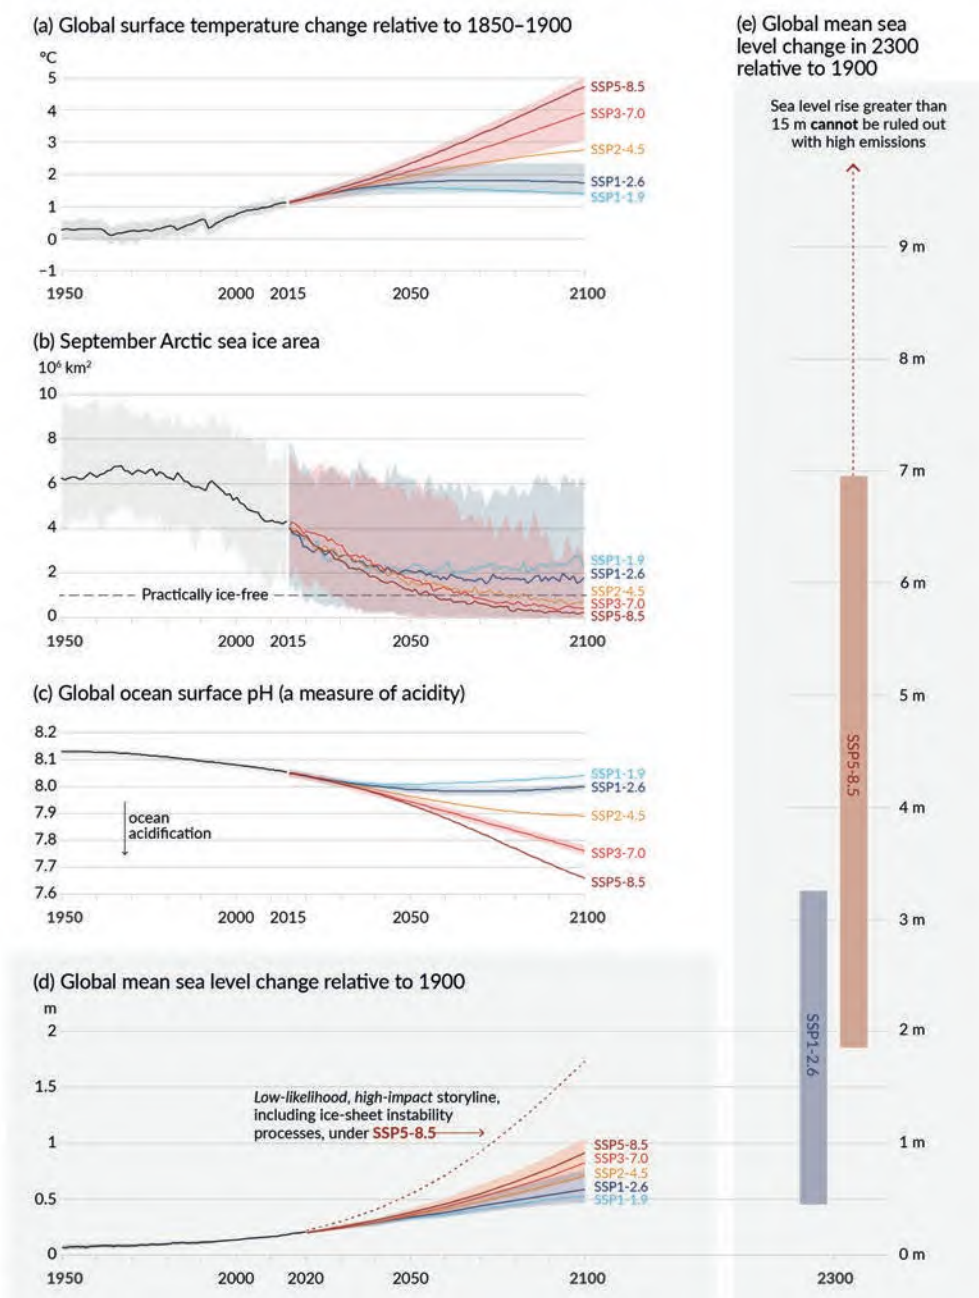 (a) Global surface temperature change relative to 1850–1900
°C
5
4
3
2
1
0
−1
SSP5-8.5
SSP3-7.0
SSP2-4.5
SSP1-2.6
SSP1-1.9
1950 2000 2015 2050 2100
(b) September Arctic sea ice area
10⁶ km²
10
8
6
4
2
0
Practically ice-free
SSP1-1.9
SSP1-2.6
SSP2-4.5
SSP3-7.0
SSP5-8.5
1950 2000 2015 2050 2100
(c) Global ocean surface pH (a measure of acidity)
8.2
8.1
8.0
7.9
7.8
7.7
7.6
ocean
acidification
SSP1-1.9
SSP1-2.6
SSP2-4.5
SSP3-7.0
SSP5-8.5
1950 2000 2015 2050 2100
(d) Global mean sea level change relative to 1900
m
2
1.5
1
0.5
0
Low-likelihood, high-impact storyline,
including ice-sheet instability
processes, under SSP5-8.5
SSP5-8.5
SSP3-7.0
SSP2-4.5
SSP1-2.6
SSP1-1.9
1950 2000 2020 2050 2100
(e) Global mean sea
level change in 2300
relative to 1900
Sea level rise greater than
15 m cannot be ruled out
with high emissions
9 m
8 m
7 m
6 m
5 m
4 m
3 m
2 m
1 m
0 m
SSP5-8.5
SSP1-2.6
2300